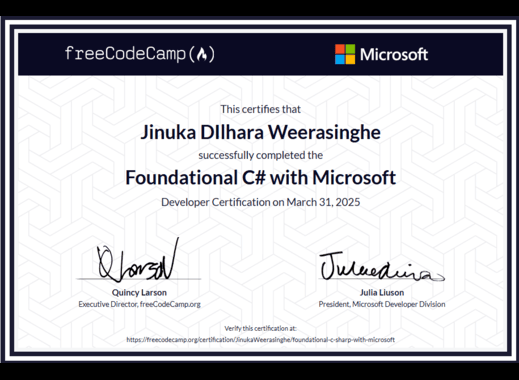 freeCodeCamp(🔥)
Microsoft
This certifies that
Jinuka DIlhara Weerasinghe
successfully completed the
Foundational C# with Microsoft
Developer Certification on March 31, 2025
Quincy Larson
Executive Director, freeCodeCamp.org
Julia Liuson
President, Microsoft Developer Division
Verify this certification at:
https://freecodecamp.org/certification/JinukaWeerasinghe/foundational-c-sharp-with-microsoft